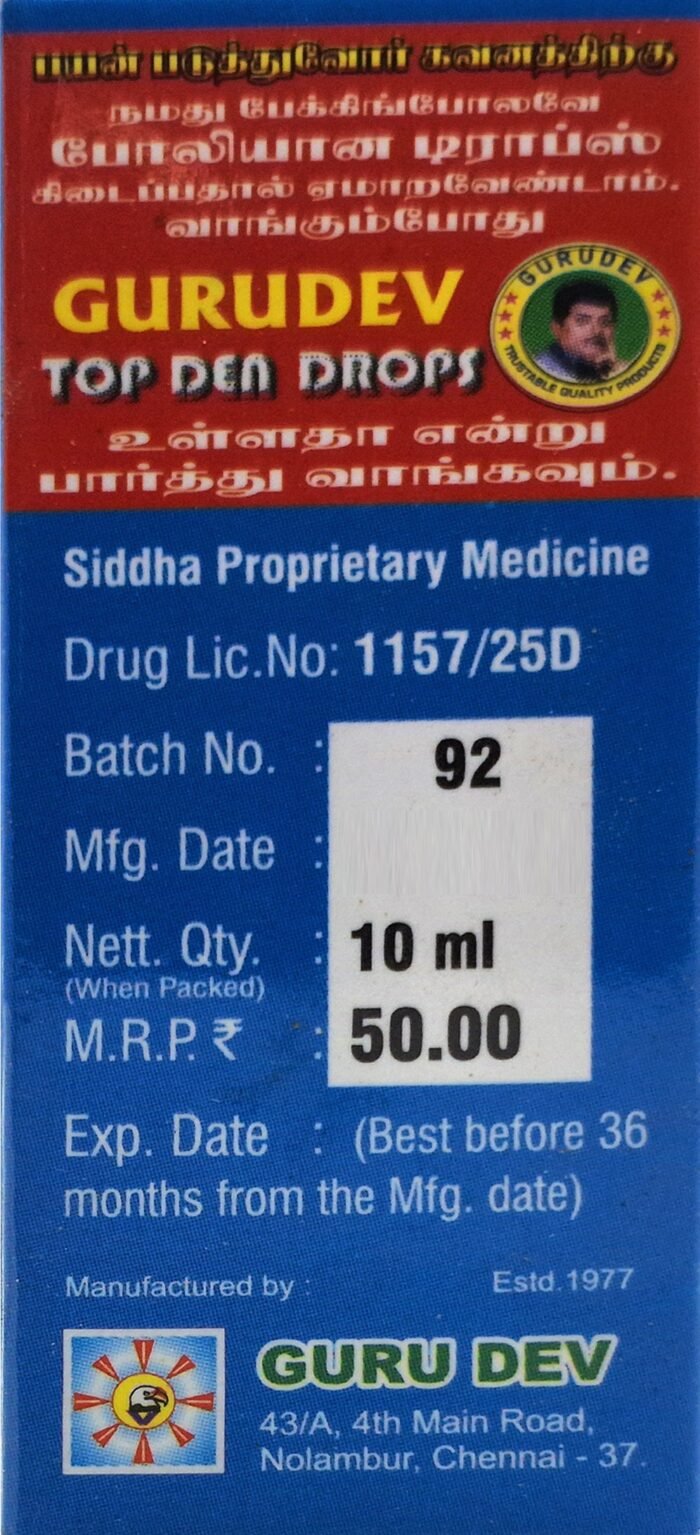 பயன் படுத்துவோர் கவனத்திற்கு
நமது பேக்கிங்போலவே
போலியான டிராப்ஸ்
கிடைப்பதால் ஏமாறவேண்டாம்.
வாங்கும்போது
GURUDEV
TOP DEN DROPS
GURUDEV
TRUSTABLE QUALITY PRODUCTS
உள்ளதா என்று
பார்த்து வாங்கவும்.
Siddha Proprietary Medicine
Drug Lic.No: 1157/25D
Batch No. : 92
Mfg. Date :
Nett. Qty. : 10 ml
(When Packed)
M.R.P. ₹ : 50.00
Exp. Date : (Best before 36
months from the Mfg. date)
Manufactured by : Estd.1977
GURU DEV
43/A, 4th Main Road,
Nolambur, Chennai - 37.